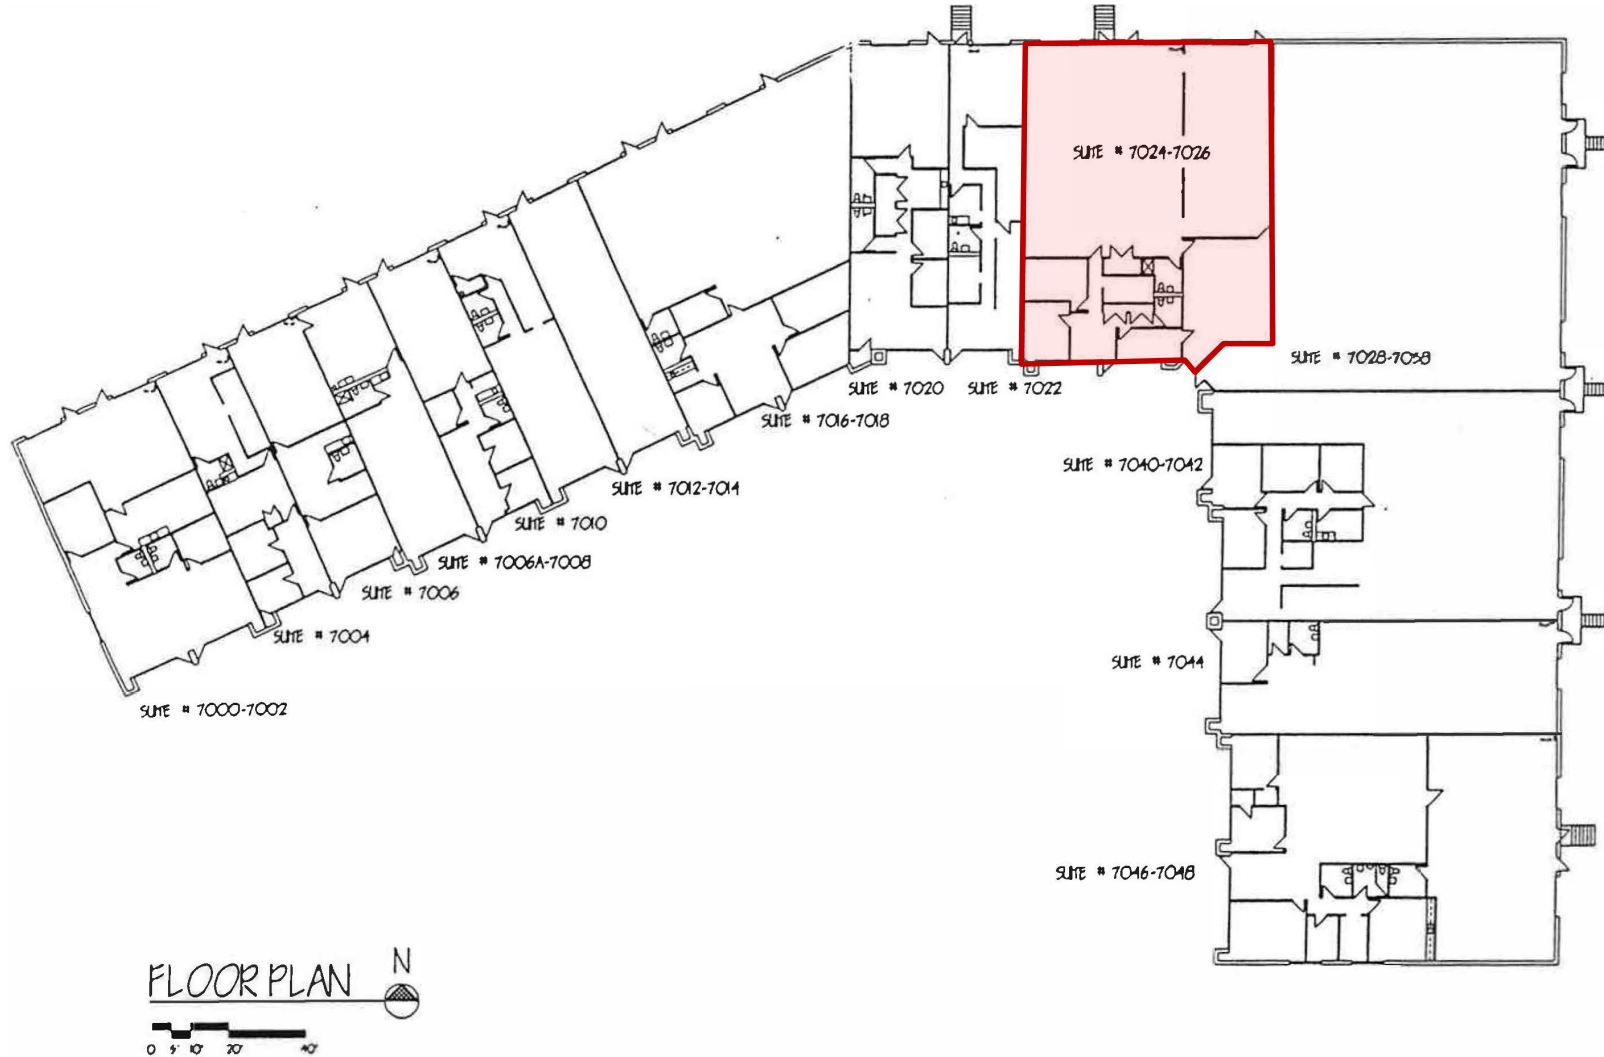 SUITE # 7024-7026
SUITE # 7028-7038
SUITE # 7020
SUITE # 7022
SUITE # 7016-7018
SUITE # 7040-7042
SUITE # 7012-7014
SUITE # 7010
SUITE # 7006A-7008
SUITE # 7006
SUITE # 7004
SUITE # 7044
SUITE # 7000-7002
SUITE # 7046-7048
N
FLOOR PLAN
0 5' 10' 20' 40'